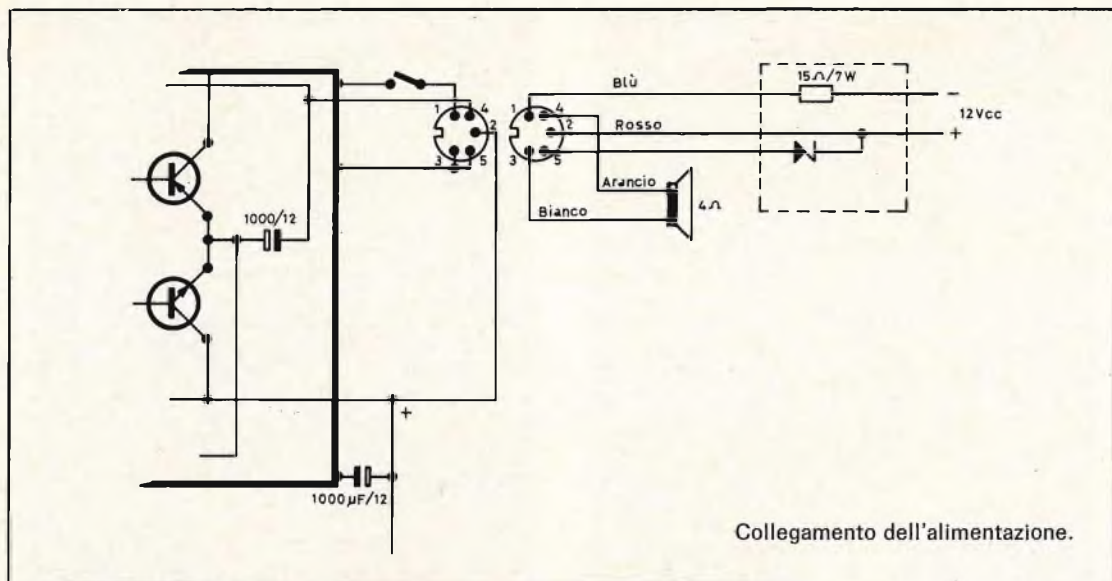 15Ω/7W
Blù
−
12Vcc
1 4
2
3 5
1 4
2
3 5
Rosso
+
Arancio
Bianco
4Ω
1000/12
+
1000µF/12
Collegamento dell'alimentazione.